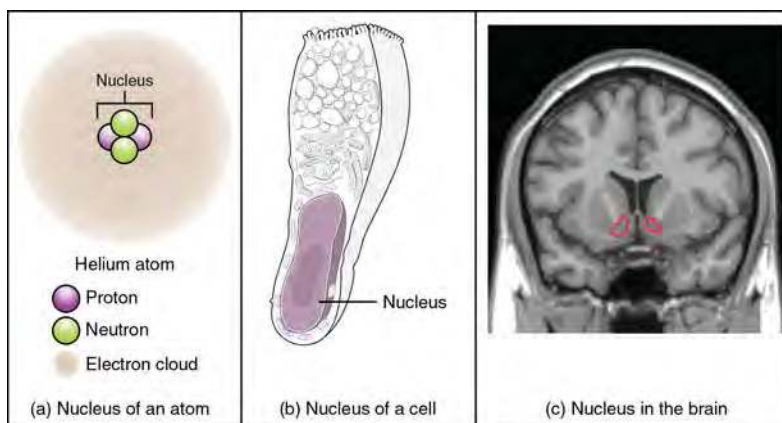 Nucleus
Helium atom
Proton
Neutron
Electron cloud
(a) Nucleus of an atom
Nucleus
(b) Nucleus of a cell
(c) Nucleus in the brain